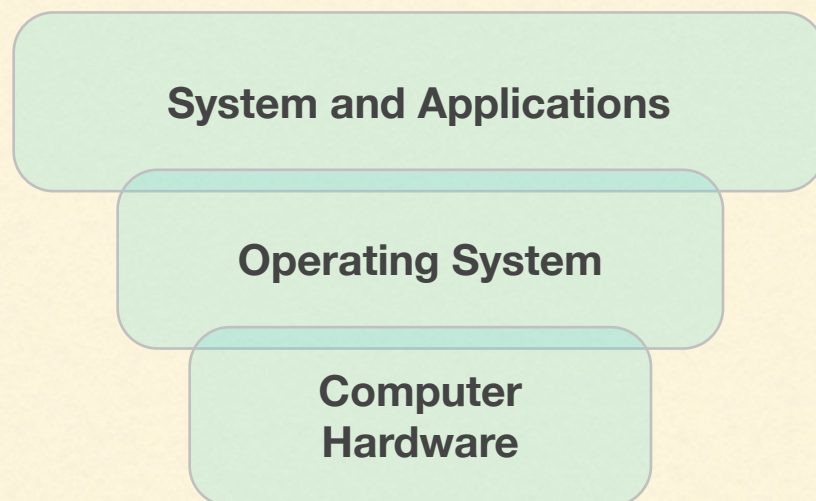 System and Applications
Operating System
Computer
Hardware